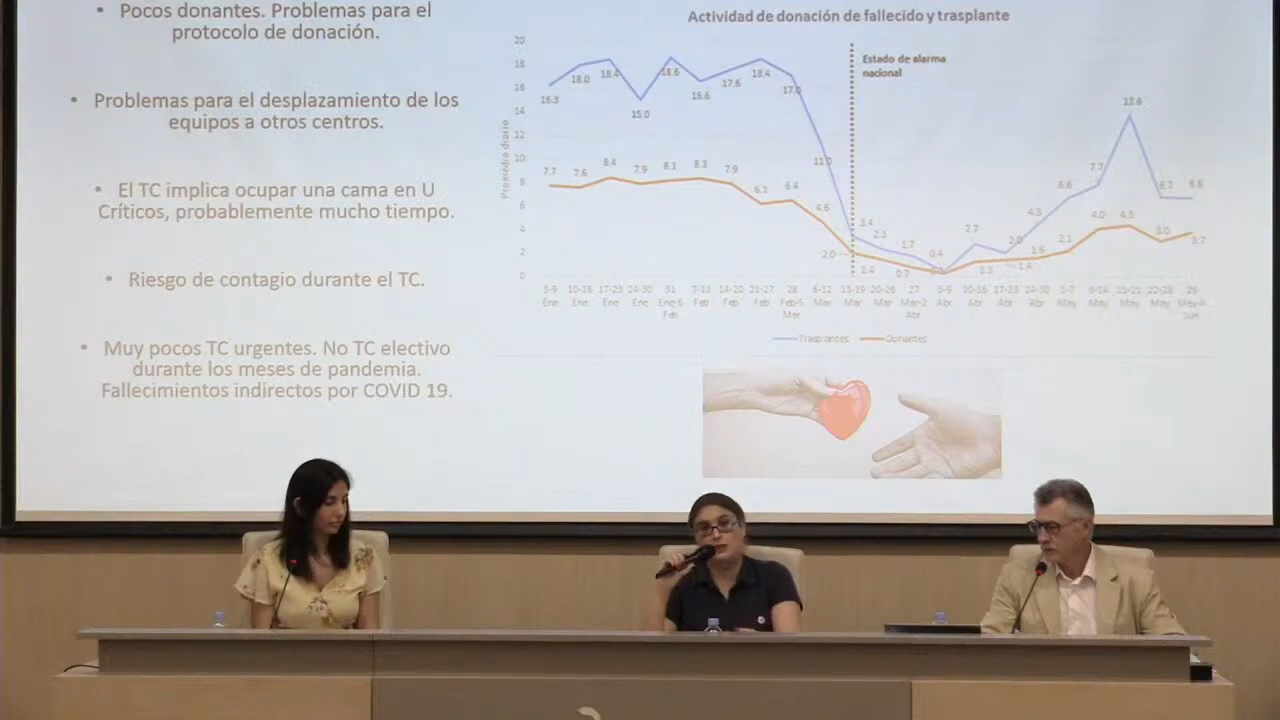 Pocos donantes. Problemas para el
protocolo de donación.
Problemas para el desplazamiento de los
equipos a otros centros.
El TC implica ocupar una cama en U
Críticos, probablemente mucho tiempo.
Riesgo de contagio durante el TC.
Muy pocos TC urgentes. No TC electivo
durante los meses de pandemia.
Fallecimientos indirectos por COVID 19.
Actividad de donación de fallecido y trasplante
Estado de alarma
nacional
Promedio diario
20
18
16
14
12
10
8
6
4
2
0
16.3 18.0 18.4 15.0 18.6 16.6 17.6 18.4 17.0 11.0 3.4 2.3 1.7 0.4 2.7 2.0 4.5 6.6 7.7 13.6 6.7 6.6
7.7 7.6 8.4 7.9 8.1 8.3 7.9 6.1 6.4 4.6 2.0 1.4 0.7 1.3 1.4 1.6 2.1 4.0 4.3 3.0 3.7
3-9 10-16 17-23 24-30 31 7-13 14-20 21-27 28 6-12 13-19 20-26 27 3-9 10-16 17-23 24-30 1-7 8-14 15-21 22-28 29
Ene Ene Ene Ene Ene-6 Feb Feb Feb Feb-5 Mar Mar Mar Mar-2 Abr Abr Abr Abr May May May May May-4
Feb Mar Abr Jun
Trasplantes Donantes